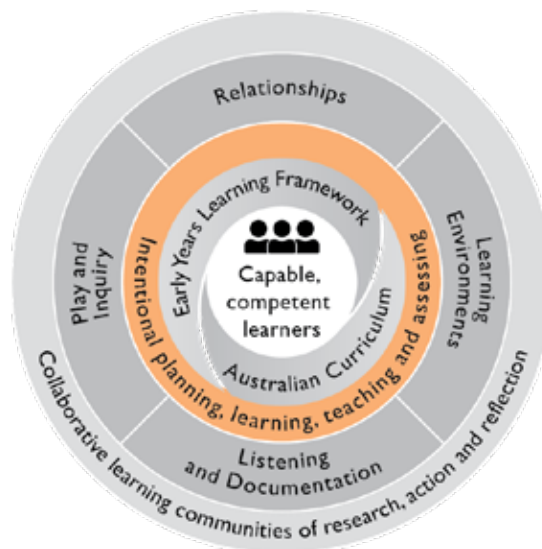 Relationships
Early Years Learning Framework
Capable,
competent
learners
Australian Curriculum
Intentional planning, learning, teaching and assessing
Play and
Inquiry
Learning
Environments
Listening
and Documentation
Collaborative learning communities of research, action and reflection